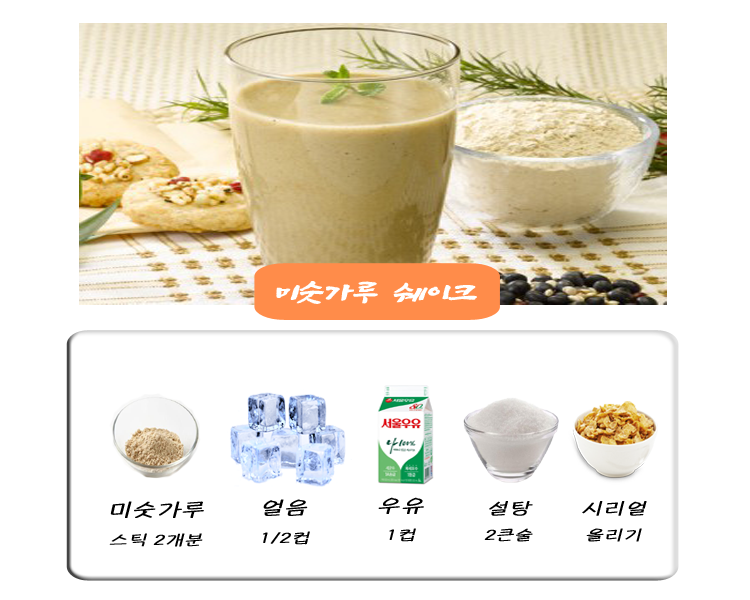 미숫가루 쉐이크
서울우유
미숫가루
스틱 2개분
얼음
1/2컵
우유
1컵
설탕
2큰술
시리얼
올리기